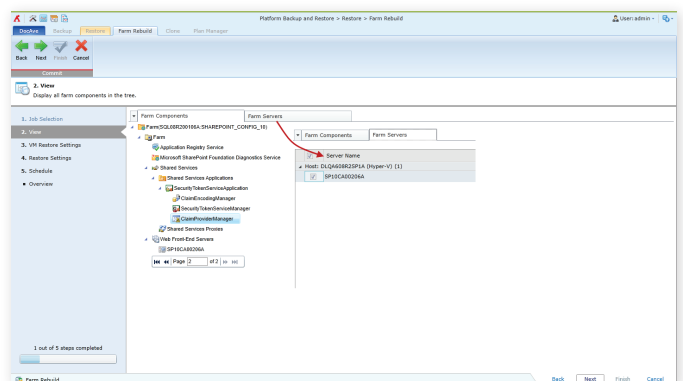 Platform Backup and Restore > Restore > Farm Rebuild
User: admin
DocAve Backup Restore Farm Rebuild Clone Plan Manager
Back Next Finish Cancel
Commit
2. View
Display all farm components in the tree.
1. Job Selection
2. View
3. VM Restore Settings
4. Restore Settings
5. Schedule
Overview
1 out of 5 steps completed
Farm Components Farm Servers
Farm(SQL08R200106A:SHAREPOINT_CONFIG_16)
Farm
Application Registry Service
Microsoft SharePoint Foundation Diagnostics Service
Shared Services
Shared Services Applications
SecurityTokenServiceApplication
ClaimEncodingManager
SecurityTokenServiceManager
ClaimProviderManager
Shared Services Proxies
Web Front-End Servers
SP10CA00206A
Page 2 of 2
Farm Components Farm Servers
Server Name
Host: DLQA608R2SP1A (Hyper-V) (1)
SP10CA00206A
Farm Rebuild
Back Next Finish Cancel